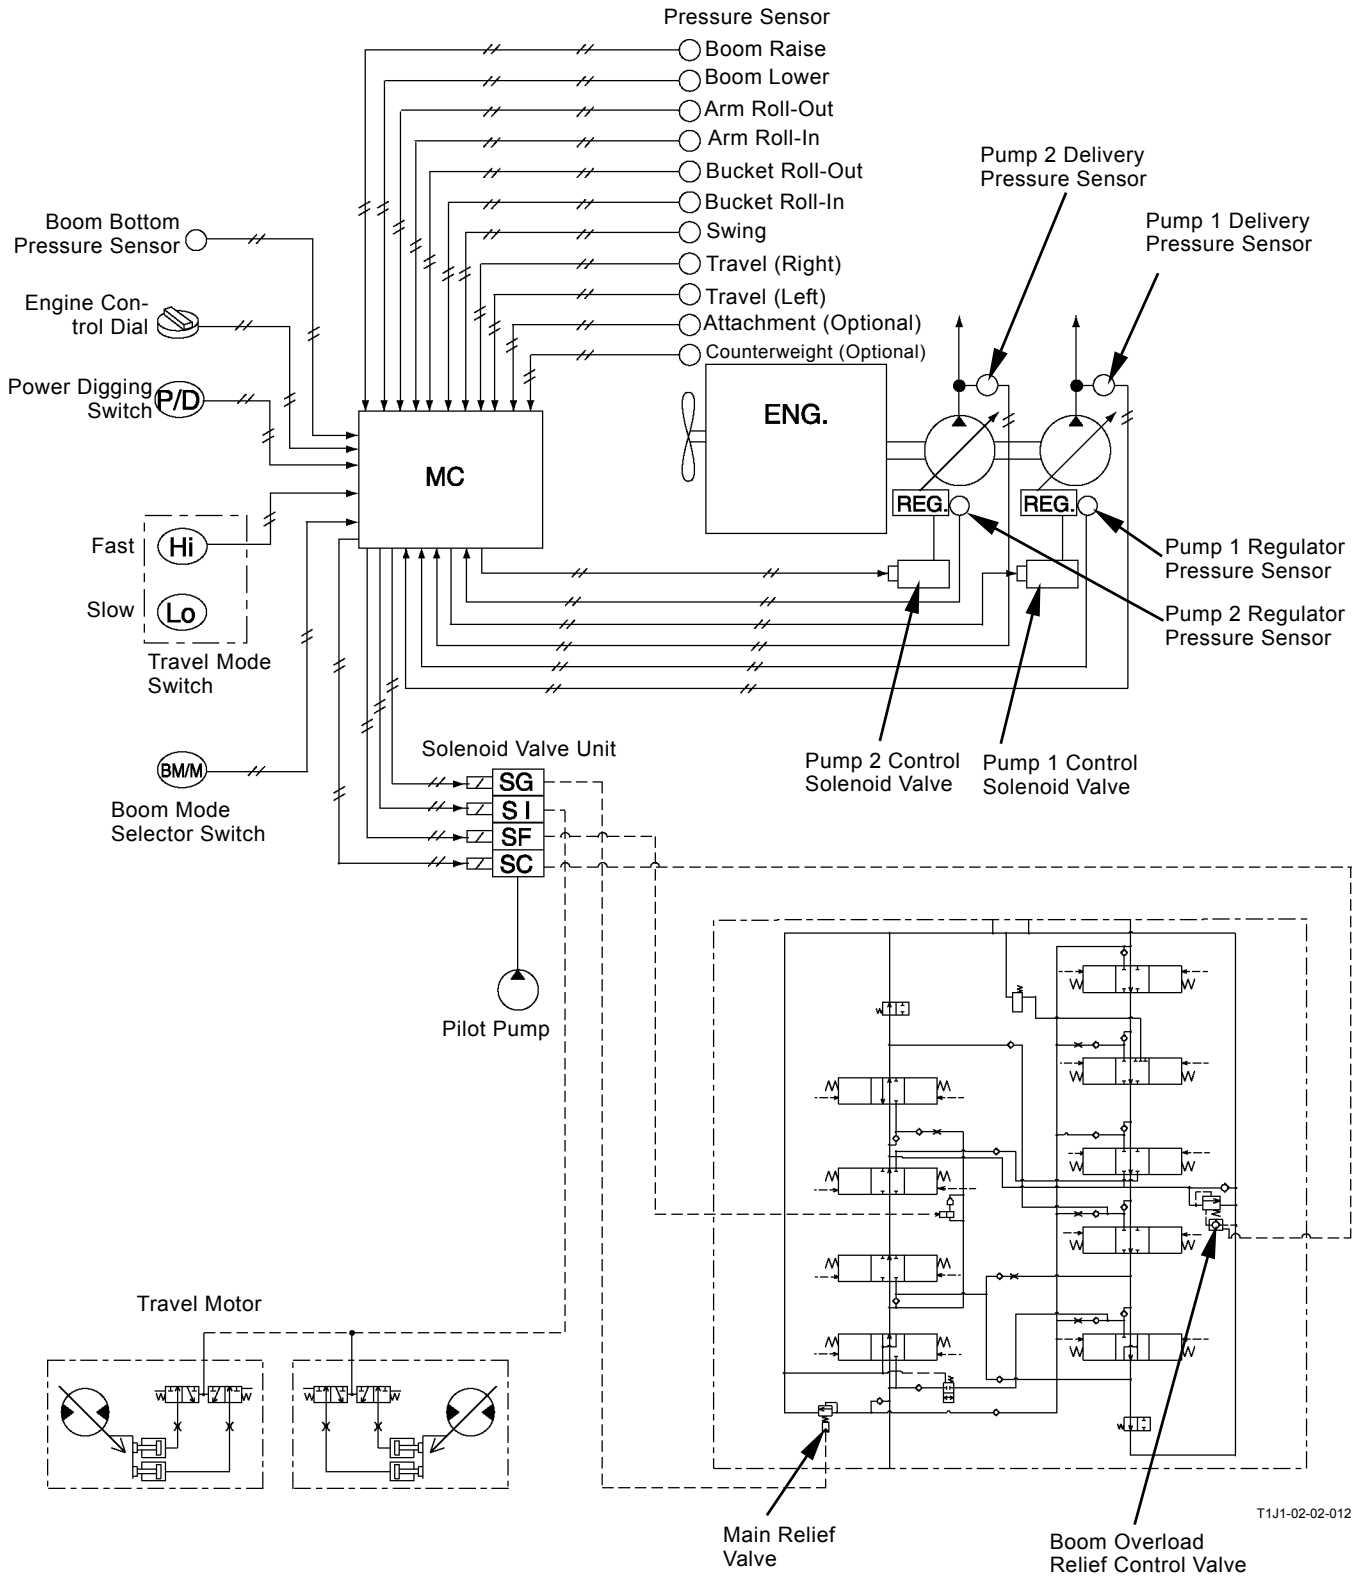 Pressure Sensor
Boom Raise
Boom Lower
Arm Roll-Out
Arm Roll-In
Bucket Roll-Out
Bucket Roll-In
Swing
Travel (Right)
Travel (Left)
Attachment (Optional)
Counterweight (Optional)
Pump 2 Delivery
Pressure Sensor
Pump 1 Delivery
Pressure Sensor
Boom Bottom
Pressure Sensor
Engine Con-
trol Dial
Power Digging
Switch
P/D
MC
ENG.
REG.
REG.
Fast
Hi
Slow
Lo
Travel Mode
Switch
Pump 1 Regulator
Pressure Sensor
Pump 2 Regulator
Pressure Sensor
BM/M
Boom Mode
Selector Switch
Solenoid Valve Unit
SG
SI
SF
SC
Pump 2 Control
Solenoid Valve
Pump 1 Control
Solenoid Valve
Pilot Pump
Travel Motor
Main Relief
Valve
Boom Overload
Relief Control Valve
T1J1-02-02-012